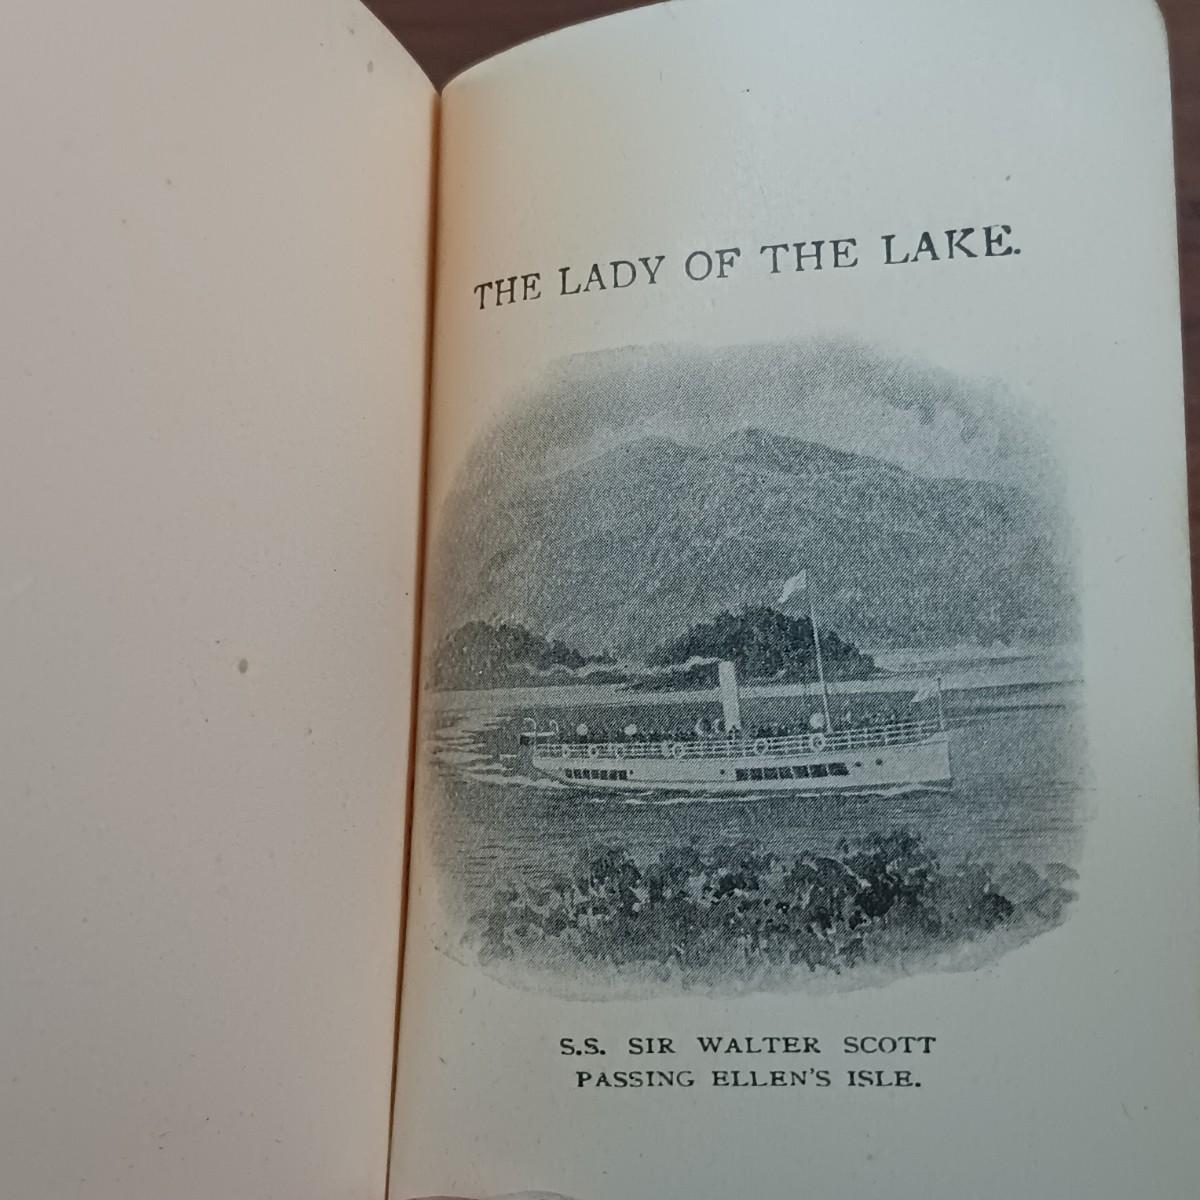 THE LADY OF THE LAKE.
S.S. SIR WALTER SCOTT
PASSING ELLEN'S ISLE.